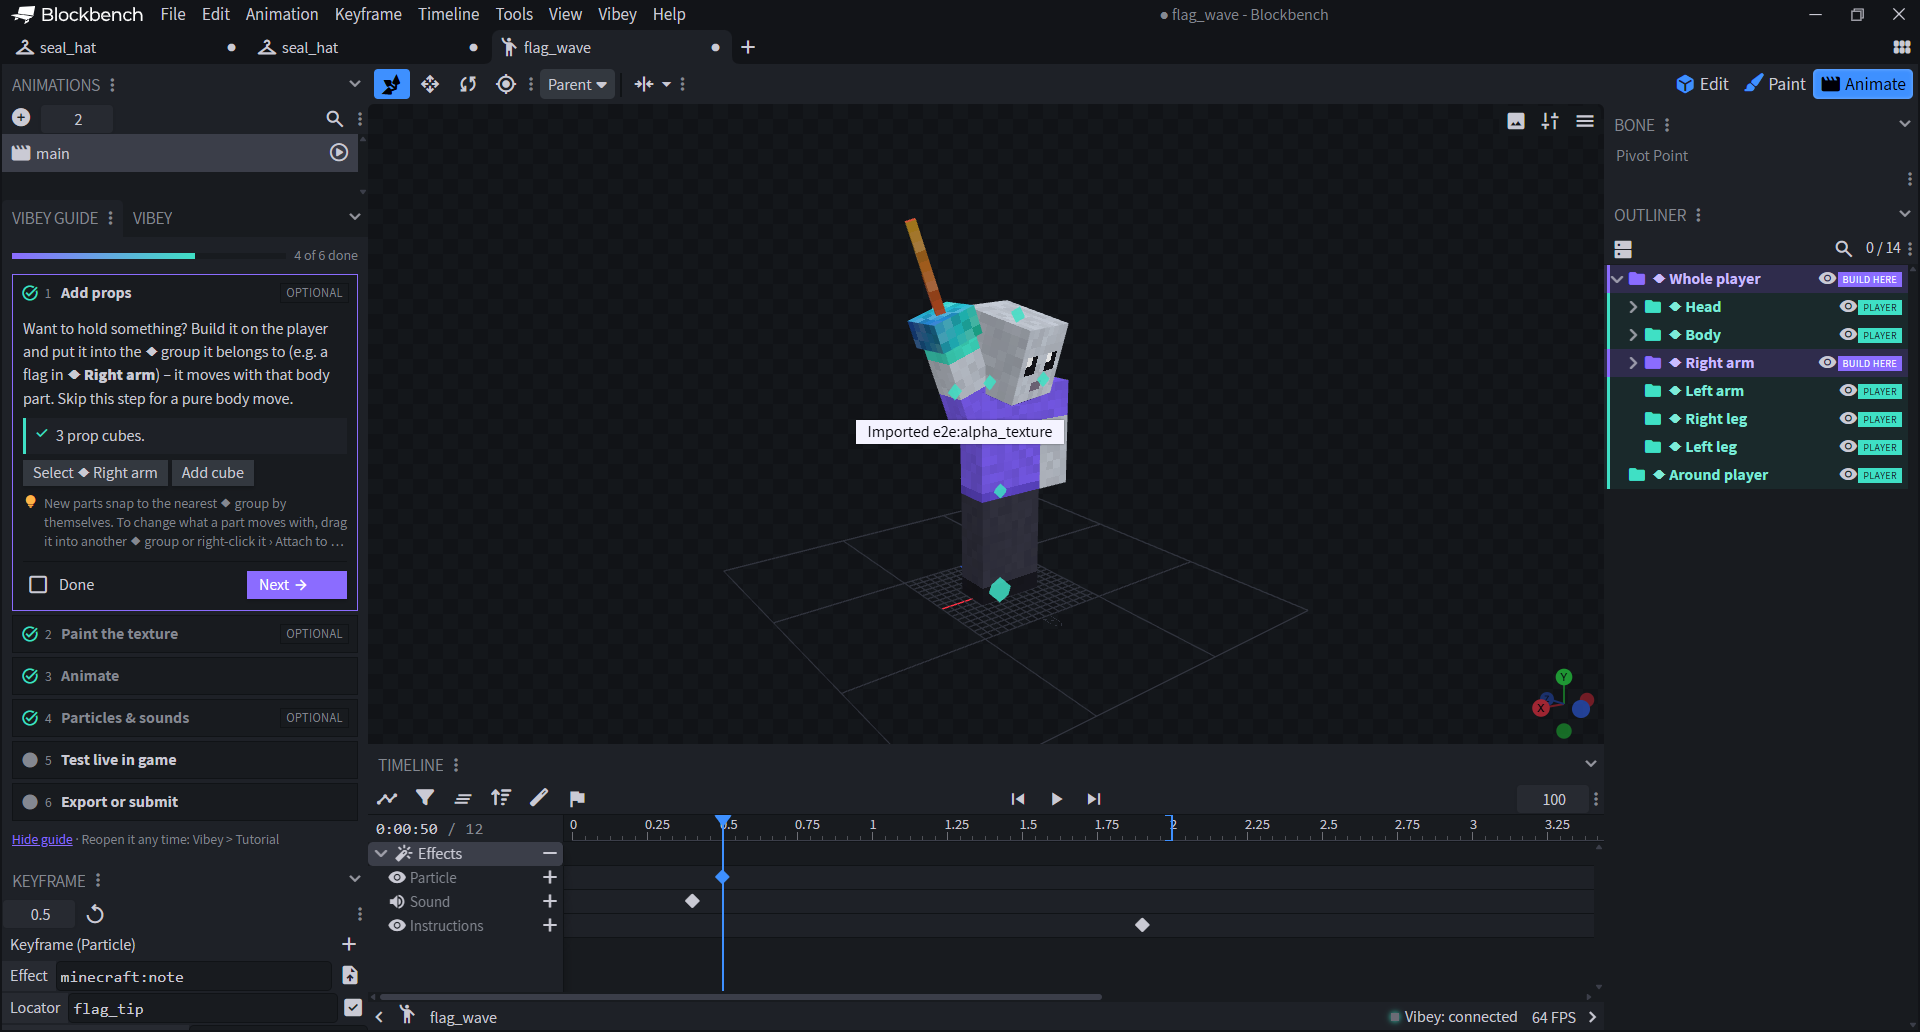 Blockbench File Edit Animation Keyframe Timeline Tools View Vibey Help
flag_wave - Blockbench
seal_hat
seal_hat
flag_wave
ANIMATIONS
2
main
VIBEY GUIDE
VIBEY
4 of 6 done
1 Add props OPTIONAL
Want to hold something? Build it on the player
and put it into the ◆ group it belongs to (e.g. a
flag in ◆ Right arm) – it moves with that body
part. Skip this step for a pure body move.
3 prop cubes.
Select ◆ Right arm
Add cube
New parts snap to the nearest ◆ group by
themselves. To change what a part moves with, drag
it into another ◆ group or right-click it › Attach to …
Done
Next →
2 Paint the texture OPTIONAL
3 Animate
4 Particles & sounds OPTIONAL
5 Test live in game
6 Export or submit
Hide guide · Reopen it any time: Vibey > Tutorial
KEYFRAME
0.5
Keyframe (Particle)
Effect minecraft:note
Locator flag_tip
Parent
Imported e2e:alpha_texture
Y
X
Z
TIMELINE
100
0:00:50 / 12
0 0.25 0.5 0.75 1 1.25 1.5 1.75 2 2.25 2.5 2.75 3 3.25
Effects
Particle
Sound
Instructions
flag_wave
Vibey: connected 64 FPS
Edit Paint Animate
BONE
Pivot Point
OUTLINER
0 / 14
◆ Whole player BUILD HERE
◆ Head PLAYER
◆ Body PLAYER
◆ Right arm BUILD HERE
◆ Left arm PLAYER
◆ Right leg PLAYER
◆ Left leg PLAYER
◆ Around player PLAYER